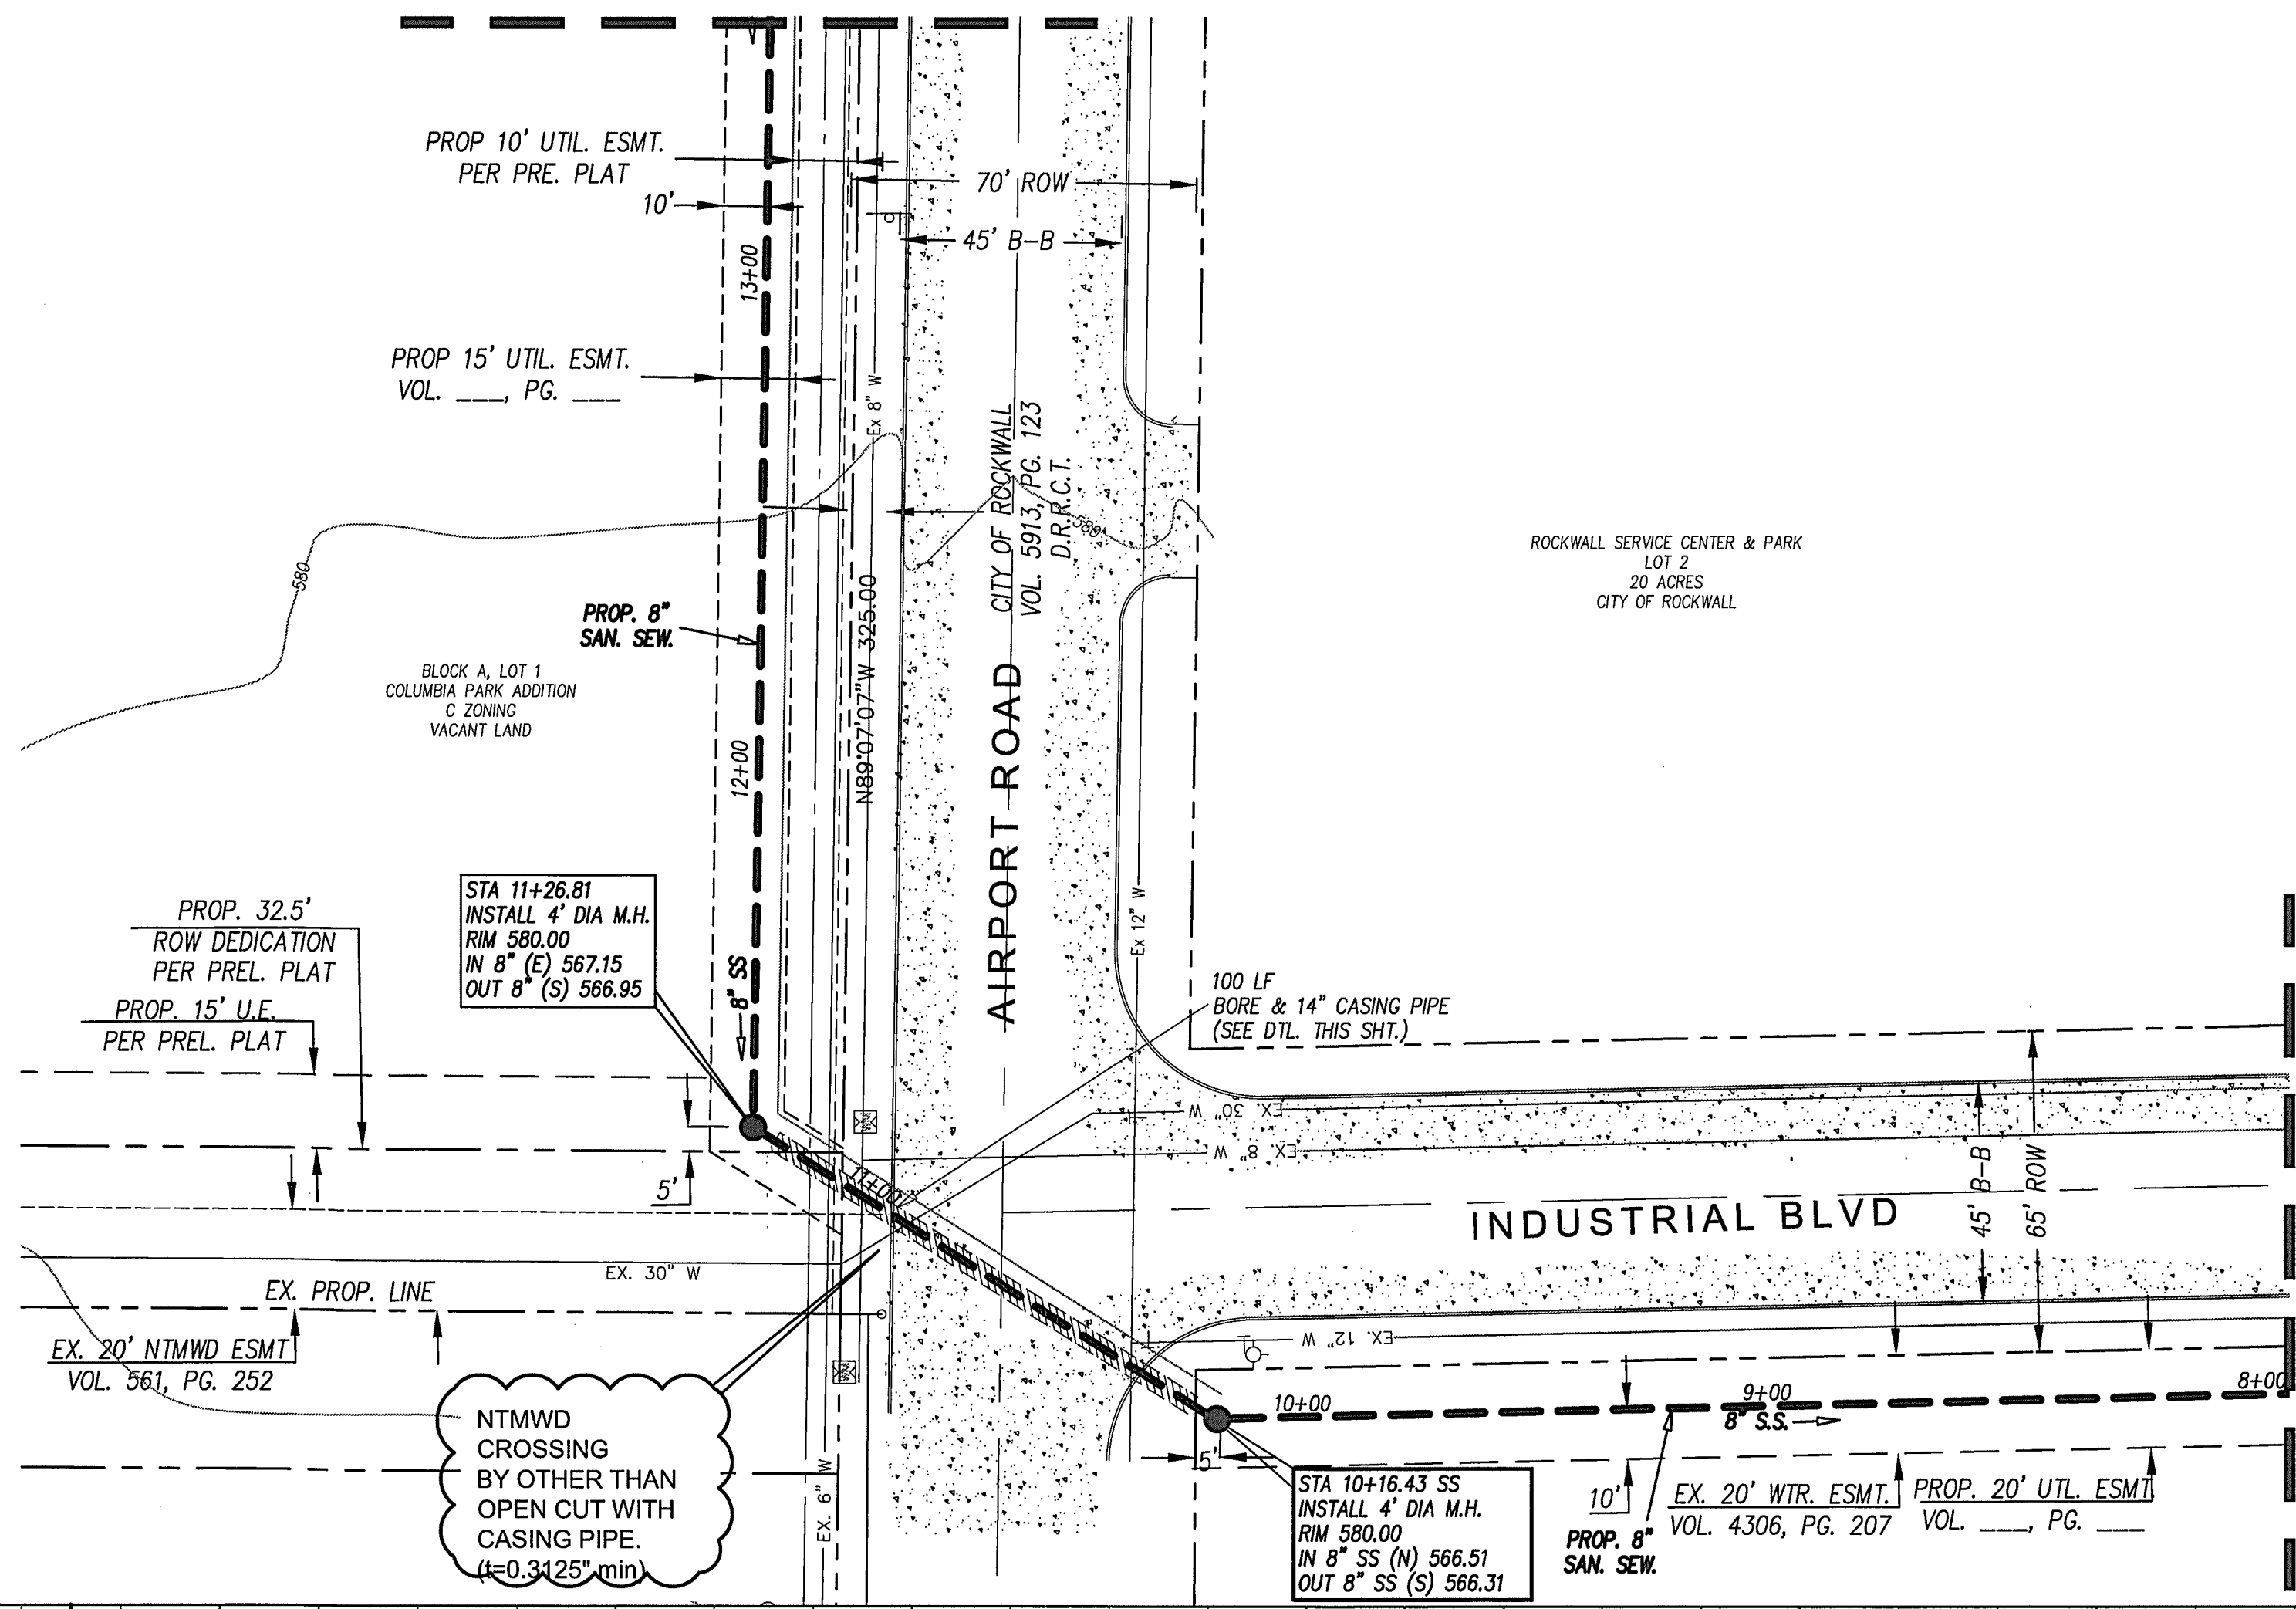 PROP 10' UTIL. ESMT.
PER PRE. PLAT
10'
70' ROW
45' B-B
13+00
PROP 15' UTIL. ESMT.
VOL. ___, PG. ___
Ex 8" W
CITY OF ROCKWALL
VOL. 5913, PG. 123
D.R.R.C.T.
580
580
N89°07'07"W 325.00
ROCKWALL SERVICE CENTER & PARK
LOT 2
20 ACRES
CITY OF ROCKWALL
PROP. 8"
SAN. SEW.
BLOCK A, LOT 1
COLUMBIA PARK ADDITION
C ZONING
VACANT LAND
12+00
AIRPORT ROAD
STA 11+26.81
INSTALL 4' DIA M.H.
RIM 580.00
IN 8" (E) 567.15
OUT 8" (S) 566.95
8" SS
Ex 12" W
PROP. 32.5'
ROW DEDICATION
PER PREL. PLAT
PROP. 15' U.E.
PER PREL. PLAT
100 LF
BORE & 14" CASING PIPE
(SEE DTL. THIS SHT.)
EX. 30" W
EX. 8" W
5'
11+00
INDUSTRIAL BLVD
45' B-B
65' ROW
EX. 30" W
EX. PROP. LINE
EX. 20' NTMWD ESMT
VOL. 561, PG. 252
EX. 12" W
NTMWD
CROSSING
BY OTHER THAN
OPEN CUT WITH
CASING PIPE.
(t=0.3125" min)
EX. 6" W
10+00
9+00
8+00
8" S.S.
5'
STA 10+16.43 SS
INSTALL 4' DIA M.H.
RIM 580.00
IN 8" SS (N) 566.51
OUT 8" SS (S) 566.31
10'
PROP. 8"
SAN. SEW.
EX. 20' WTR. ESMT.
VOL. 4306, PG. 207
PROP. 20' UTL. ESMT
VOL. ___, PG. ___